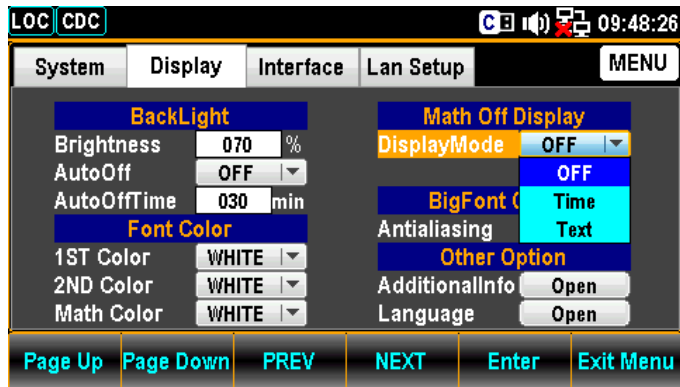 LOC CDC C 09:48:26
System Display Interface Lan Setup MENU
BackLight
Brightness 070 %
AutoOff OFF
AutoOffTime 030 min
Font Color
1ST Color WHITE
2ND Color WHITE
Math Color WHITE
Math Off Display
DisplayMode OFF
OFF
Time
Text
BigFont
Antialiasing
Other Option
AdditionalInfo Open
Language Open
Page Up Page Down PREV NEXT Enter Exit Menu